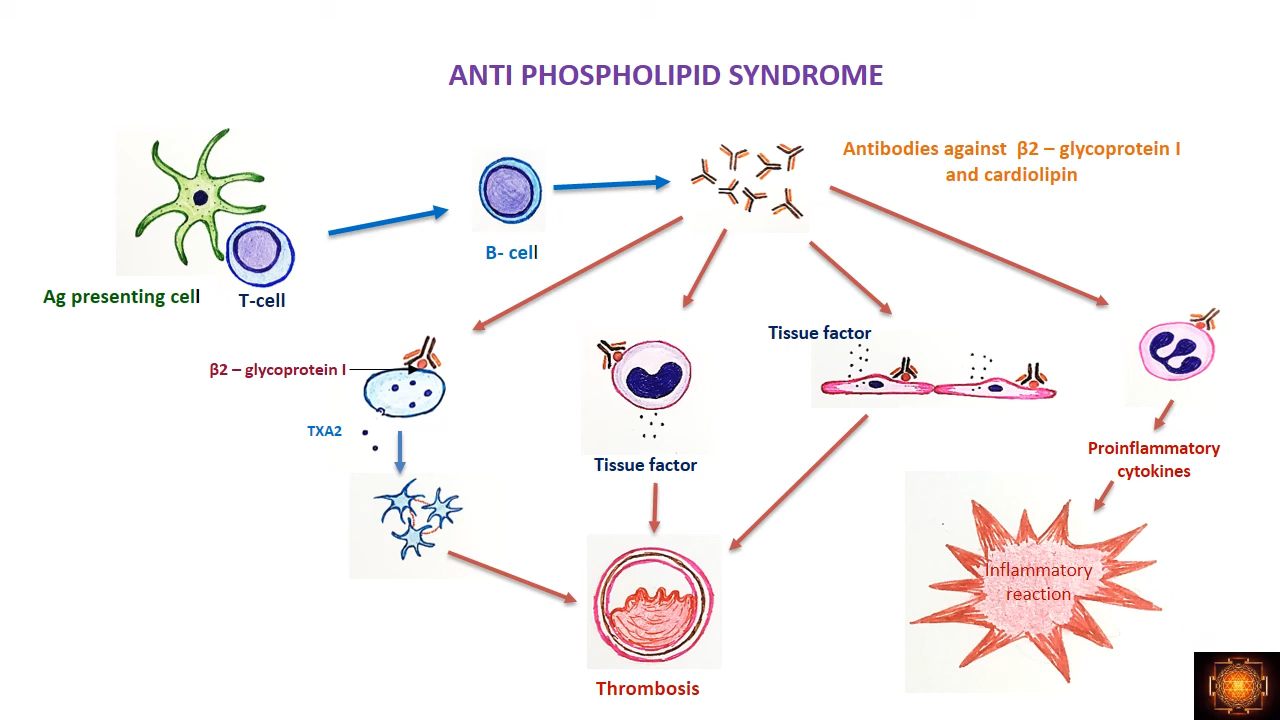 ANTI PHOSPHOLIPID SYNDROME
Antibodies against β2 – glycoprotein I
and cardiolipin
B- cell
Ag presenting cell
T-cell
Tissue factor
β2 – glycoprotein I
TXA2
Tissue factor
Proinflammatory
cytokines
Inflammatory
reaction
Thrombosis